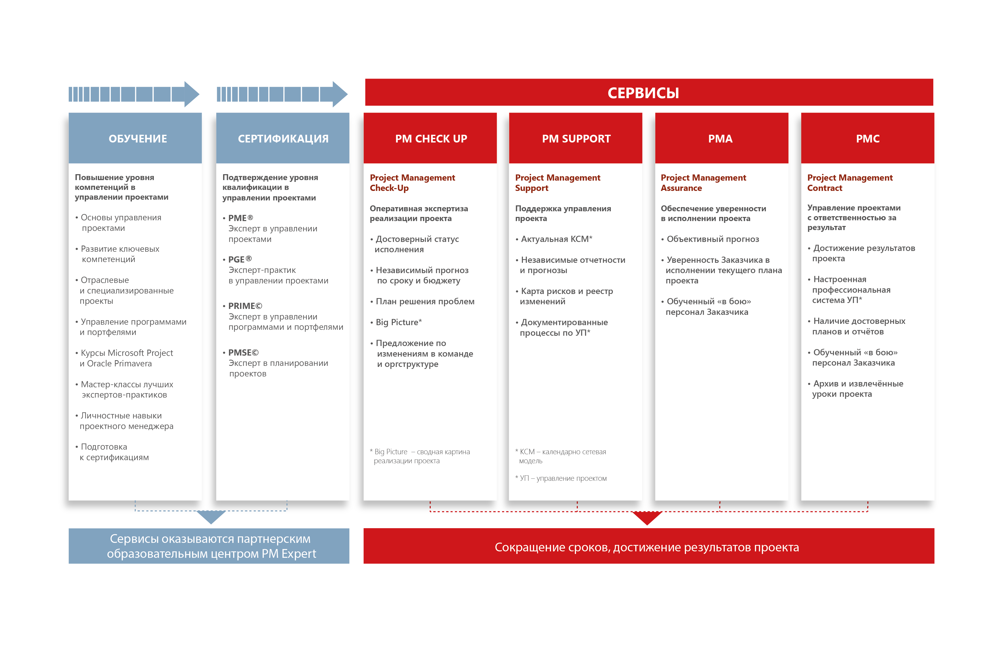 СЕРВИСЫ
ОБУЧЕНИЕ
Повышение уровня
компетенций в
управлении проектами
• Основы управления
проектами
• Развитие ключевых
компетенций
• Отраслевые
и специализированные
проекты
• Управление программами
и портфелями
• Курсы Microsoft Project
и Oracle Primavera
• Мастер-классы лучших
экспертов-практиков
• Личностные навыки
проектного менеджера
• Подготовка
к сертификациям
СЕРТИФИКАЦИЯ
Подтверждение уровня
квалификации в
управлении проектами
• PME®
Эксперт в управлении
проектами
• PGE®
Эксперт-практик
в управлении проектами
• PRIME©
Эксперт в управлении
программами и портфелями
• PMSE©
Эксперт в планировании
проектов
PM CHECK UP
Project Management
Check-Up
Оперативная экспертиза
реализации проекта
• Достоверный статус
исполнения
• Независимый прогноз
по сроку и бюджету
• План решения проблем
• Big Picture*
• Предложение по
изменениям в команде
и оргструктуре
* Big Picture – сводная картина
реализации проекта
PM SUPPORT
Project Management
Support
Поддержка управления
проекта
• Актуальная КСМ*
• Независимые отчетности
и прогнозы
• Карта рисков и реестр
изменений
• Документированные
процессы по УП*
* КСМ – календарно сетевая
модель
* УП – управление проектом
PMA
Project Management
Assurance
Обеспечение уверенности
в исполнении проекта
• Объективный прогноз
• Уверенность Заказчика в
исполнении текущего плана
проекта
• Обученный «в бою»
персонал Заказчика
PMC
Project Management
Contract
Управление проектами
с ответственностью за
результат
• Достижение результатов
проекта
• Настроенная
профессиональная
система УП*
• Наличие достоверных
планов и отчётов
• Обученный «в бою»
персонал Заказчика
• Архив и извлечённые
уроки проекта
Сервисы оказываются партнерским
образовательным центром PM Expert
Сокращение сроков, достижение результатов проекта